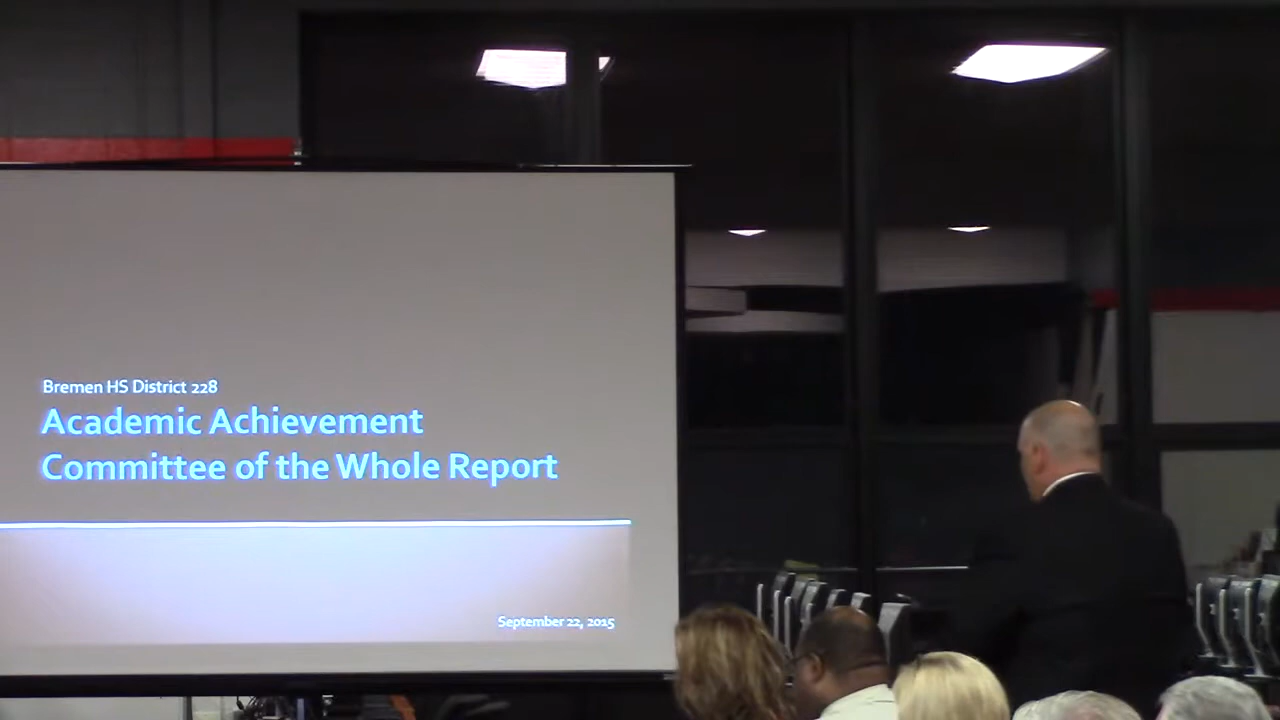 Bremen HS District 228
Academic Achievement
Committee of the Whole Report
September 22, 2015